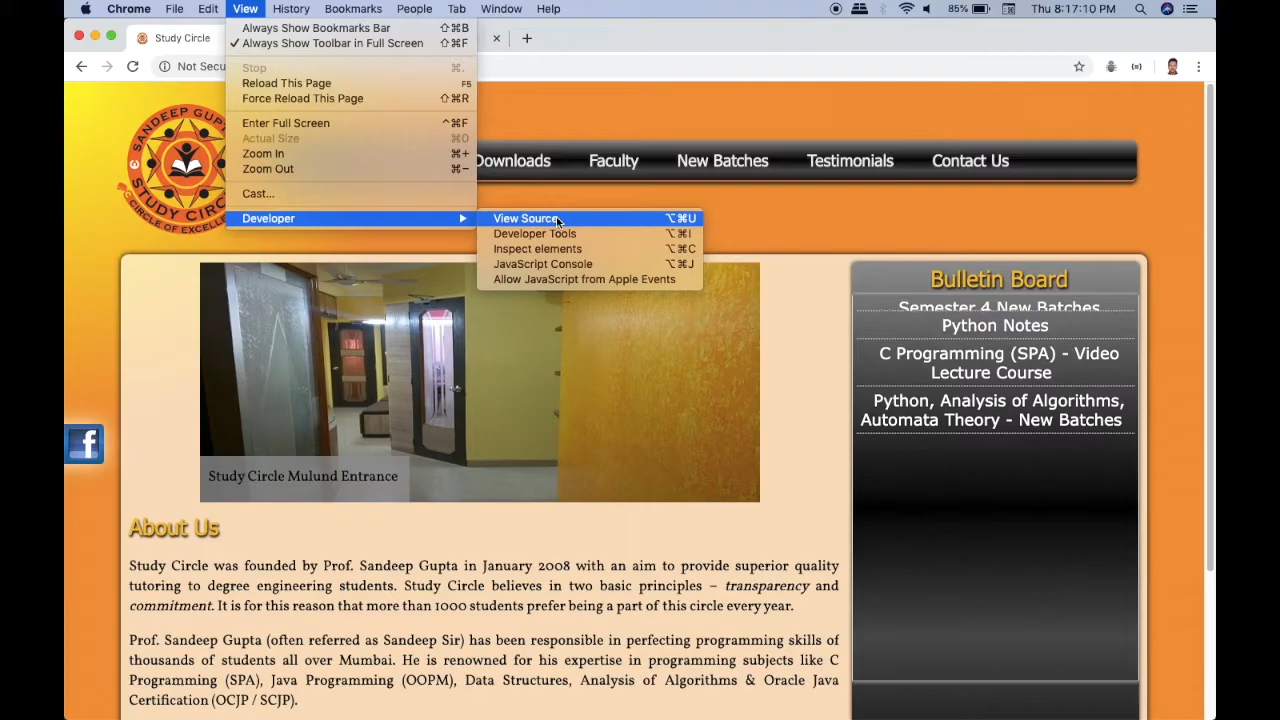 Chrome File Edit View History Bookmarks People Tab Window Help 85% Thu 8:17:10 PM
Study Circle
Not Secu
Always Show Bookmarks Bar ⇧⌘B
✓ Always Show Toolbar in Full Screen ⇧⌘F
Stop ⌘.
Reload This Page F5
Force Reload This Page ⇧⌘R
Enter Full Screen ^⌘F
Actual Size ⌘0
Zoom In ⌘+
Zoom Out ⌘−
Cast...
Developer
View Source ⌥⌘U
Developer Tools ⌥⌘I
Inspect elements ⌥⌘C
JavaScript Console ⌥⌘J
Allow JavaScript from Apple Events
SANDEEP GUPT
STUDY CIRC
CIRCLE OF EXCEL
Downloads Faculty New Batches Testimonials Contact Us
Study Circle Mulund Entrance
Bulletin Board
Semester 4 New Batches
Python Notes
C Programming (SPA) - Video
Lecture Course
Python, Analysis of Algorithms,
Automata Theory - New Batches
f
About Us
Study Circle was founded by Prof. Sandeep Gupta in January 2008 with an aim to provide superior quality
tutoring to degree engineering students. Study Circle believes in two basic principles – transparency and
commitment. It is for this reason that more than 1000 students prefer being a part of this circle every year.
Prof. Sandeep Gupta (often referred as Sandeep Sir) has been responsible in perfecting programming skills of
thousands of students all over Mumbai. He is renowned for his expertise in programming subjects like C
Programming (SPA), Java Programming (OOPM), Data Structures, Analysis of Algorithms & Oracle Java
Certification (OCJP / SCJP).